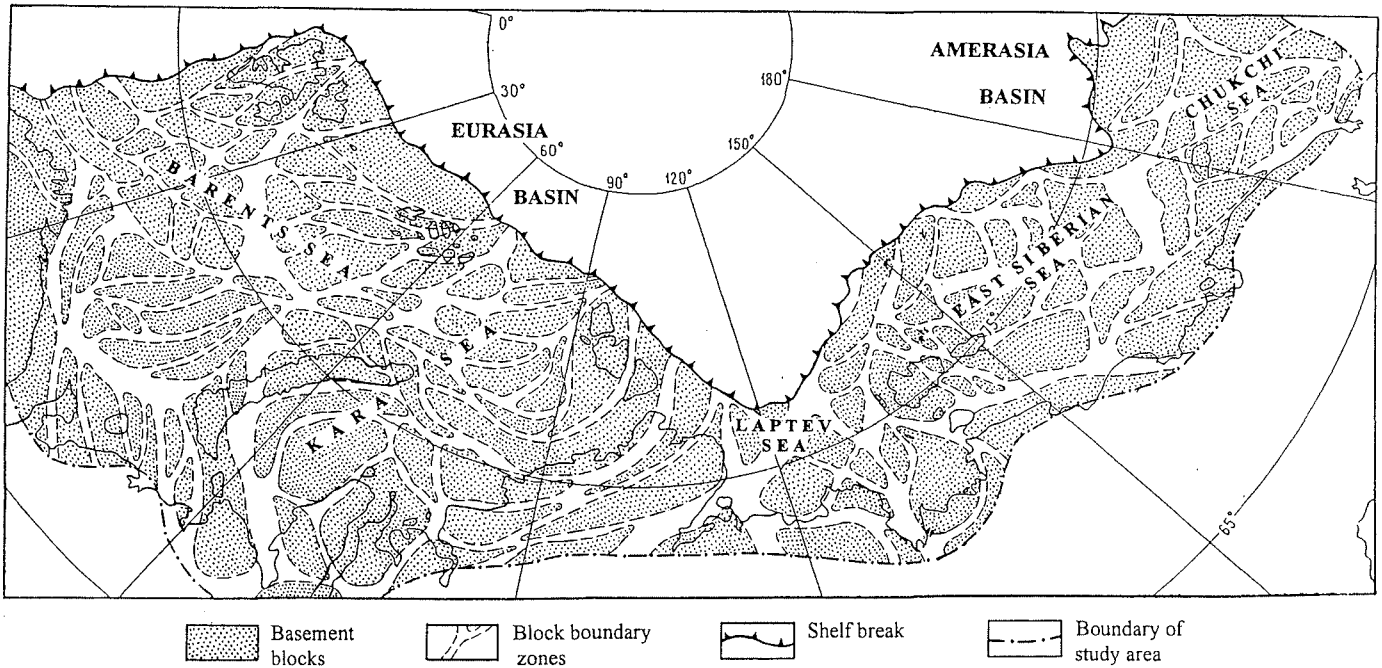 0°
30°
60°
90°
120°
150°
180°
AMERASIA
BASIN
EURASIA
BASIN
CHUKCHI
SEA
BARENTS SEA
EAST SIBERIAN
SEA
KARA SEA
LAPTEV
SEA
65°
Basement
blocks
Block boundary
zones
Shelf break
Boundary of
study area